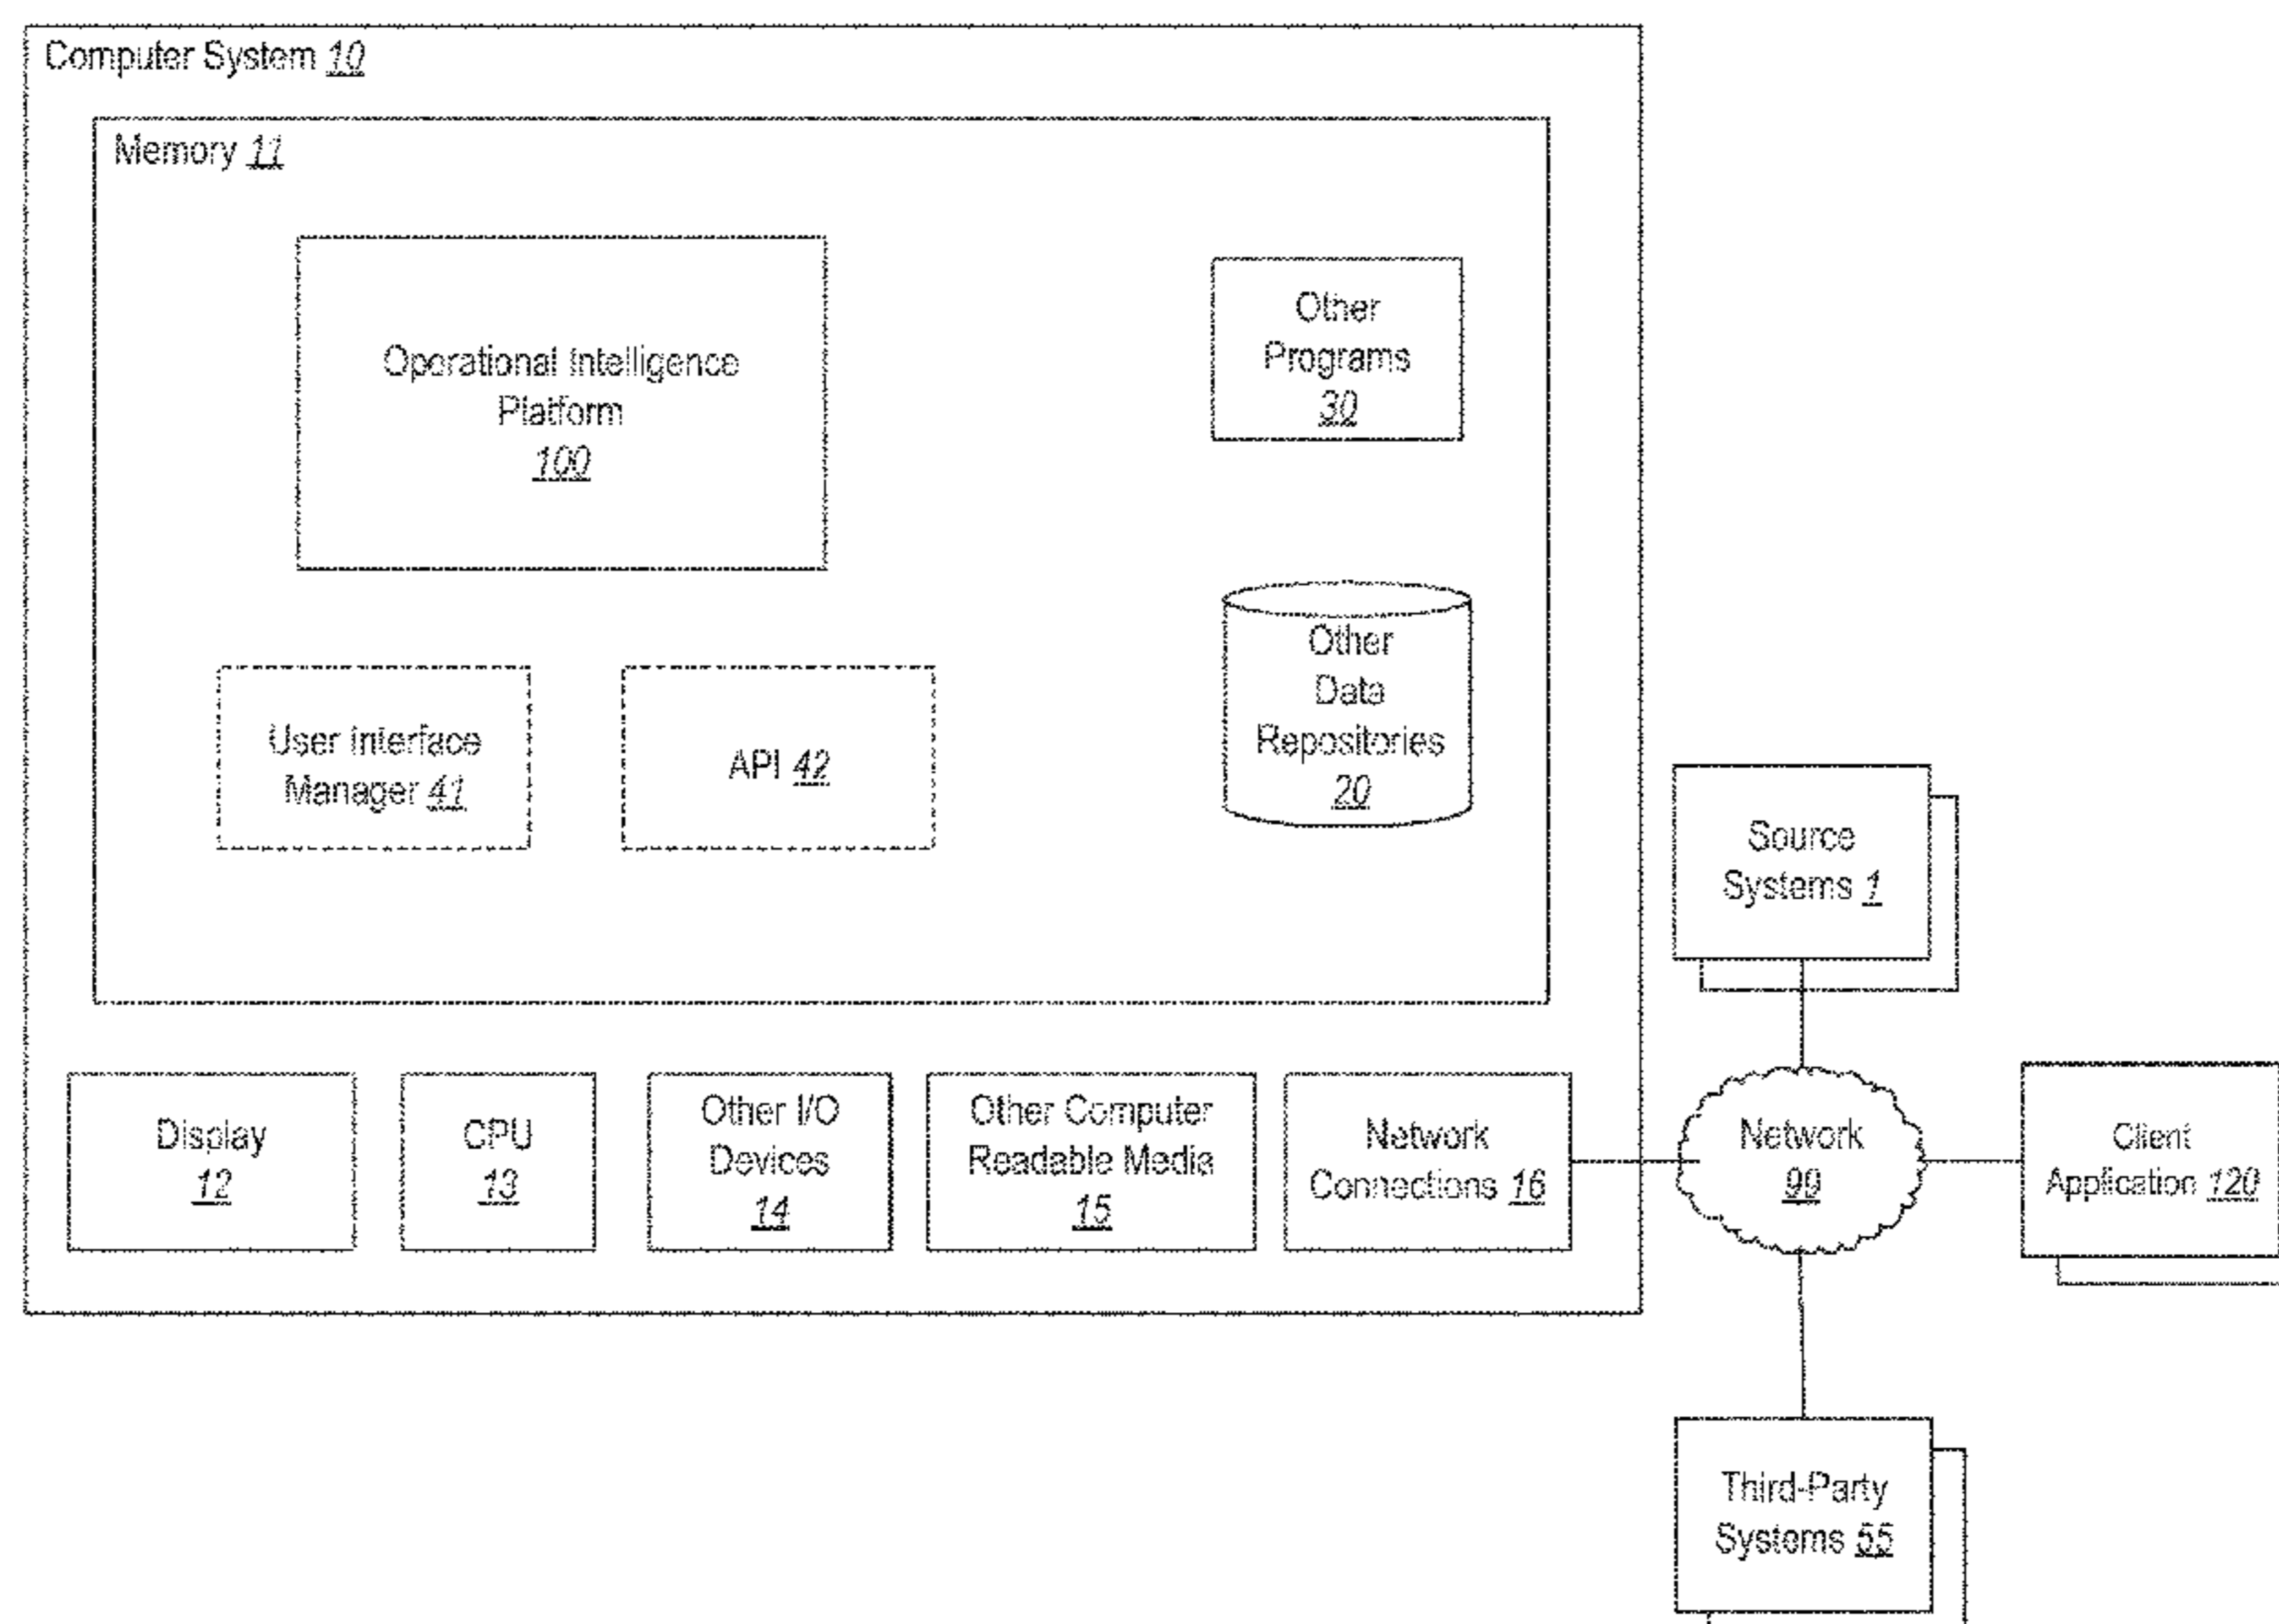 Computer System 10
Memory 11
Operational Intelligence
Platform
100
Other
Programs
30
User Interface
Manager 41
API 42
Other
Data
Repositories
20
Source
Systems 1
Display
12
CPU
13
Other I/O
Devices
14
Other Computer
Readable Media
15
Network
Connections 16
Network
90
Client
Application 120
Third-Party
Systems 55